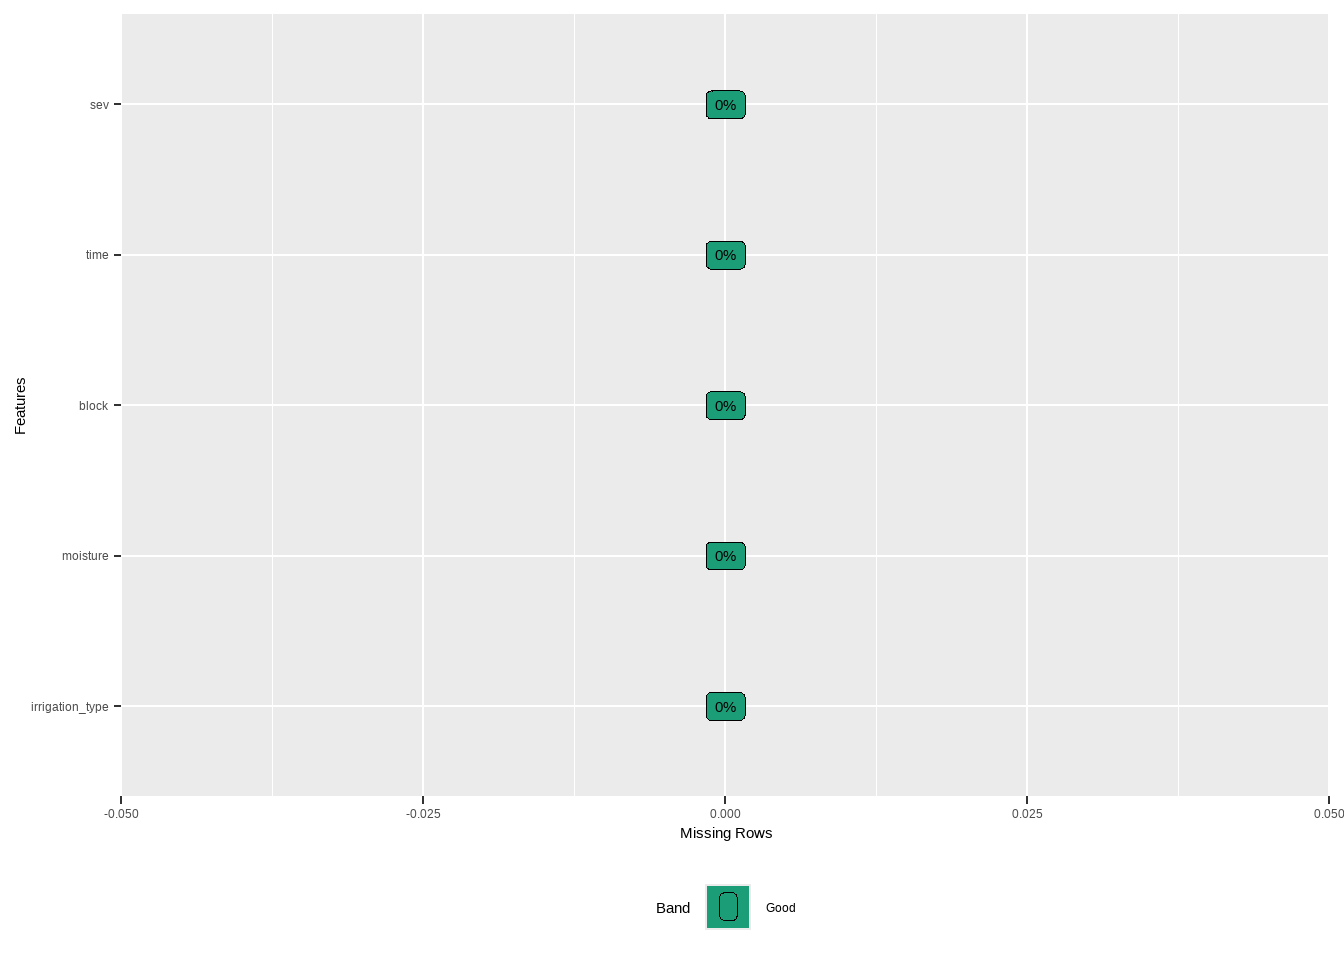 sev
0%
time
0%
block
0%
Features
moisture
0%
irrigation_type
0%
-0.050
-0.025
0.000
0.025
0.050
Missing Rows
Band
Good